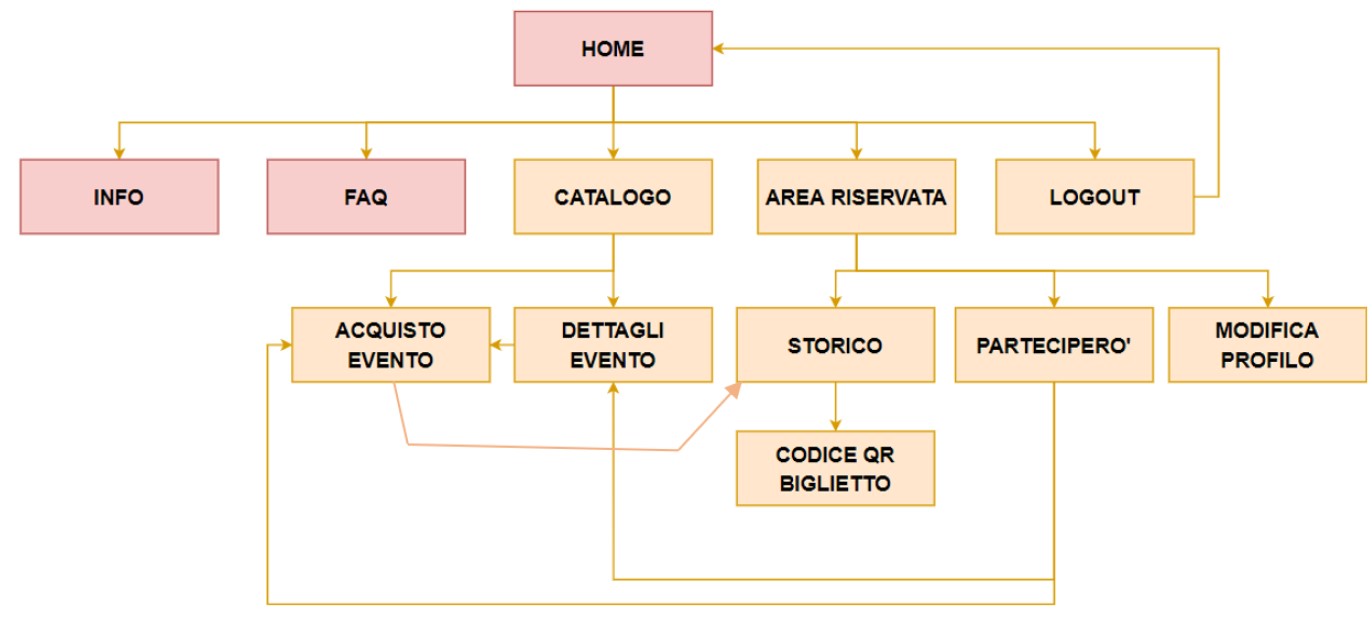 HOME
INFO
FAQ
CATALOGO
AREA RISERVATA
LOGOUT
ACQUISTO
EVENTO
DETTAGLI
EVENTO
STORICO
PARTECIPERO'
MODIFICA
PROFILO
CODICE QR
BIGLIETTO